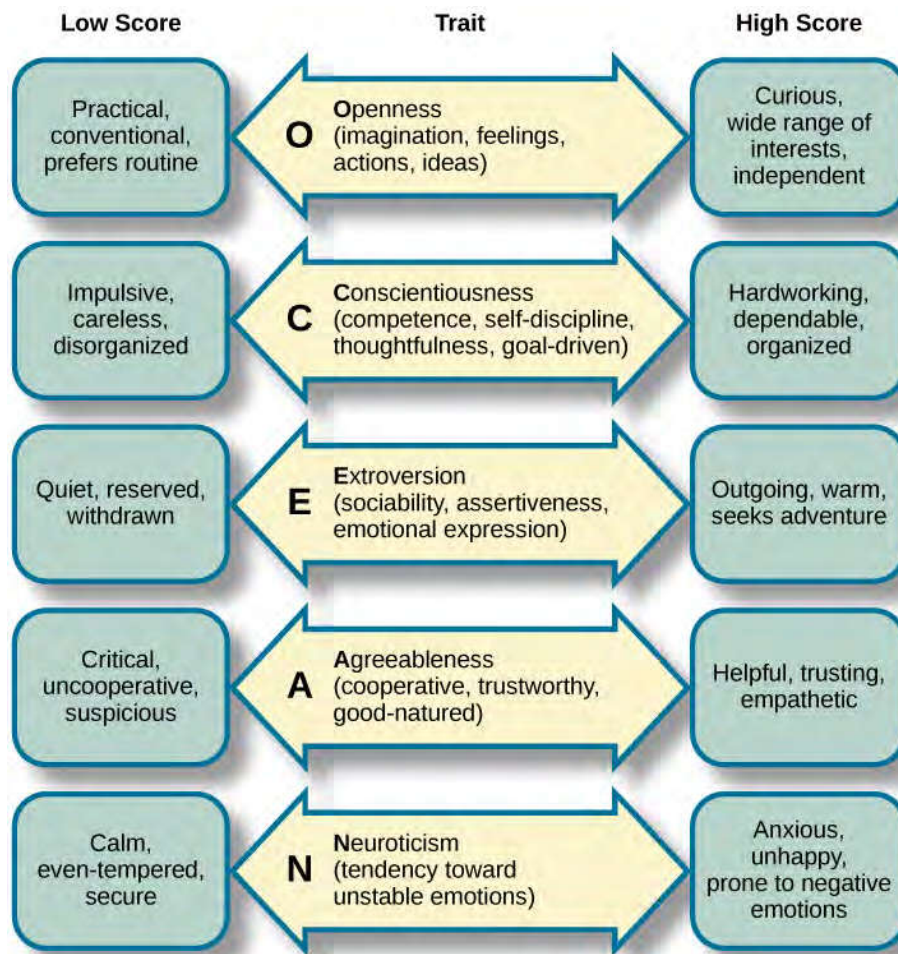 Low Score
Trait
High Score
Practical,
conventional,
prefers routine
O
Openness
(imagination, feelings,
actions, ideas)
Curious,
wide range of
interests,
independent
Impulsive,
careless,
disorganized
C
Conscientiousness
(competence, self-discipline,
thoughtfulness, goal-driven)
Hardworking,
dependable,
organized
Quiet, reserved,
withdrawn
E
Extroversion
(sociability, assertiveness,
emotional expression)
Outgoing, warm,
seeks adventure
Critical,
uncooperative,
suspicious
A
Agreeableness
(cooperative, trustworthy,
good-natured)
Helpful, trusting,
empathetic
Calm,
even-tempered,
secure
N
Neuroticism
(tendency toward
unstable emotions)
Anxious,
unhappy,
prone to negative
emotions